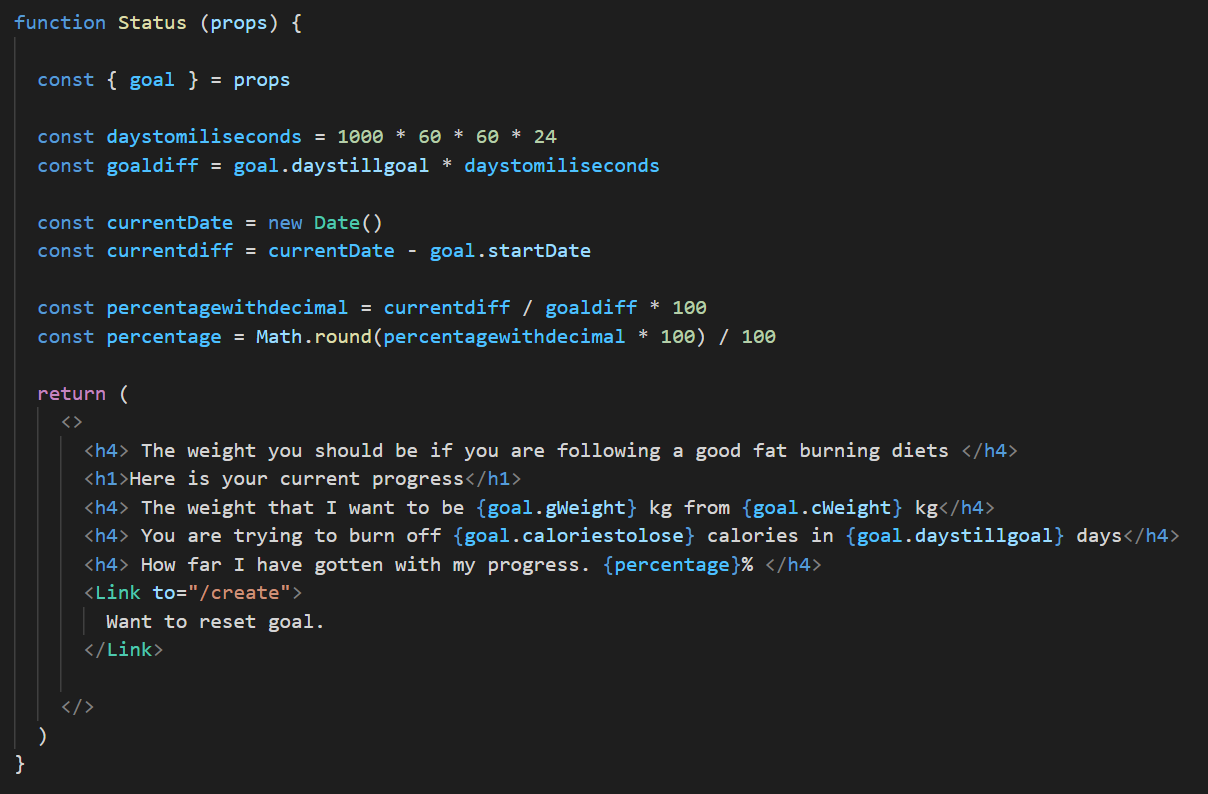 function Status (props) {
const { goal } = props
const daystomiliseconds = 1000 * 60 * 60 * 24
const goaldiff = goal.daystillgoal * daystomiliseconds
const currentDate = new Date()
const currentdiff = currentDate - goal.startDate
const percentagewithdecimal = currentdiff / goaldiff * 100
const percentage = Math.round(percentagewithdecimal * 100) / 100
return (
<>
<h4> The weight you should be if you are following a good fat burning diets </h4>
<h1>Here is your current progress</h1>
<h4> The weight that I want to be {goal.gWeight} kg from {goal.cWeight} kg</h4>
<h4> You are trying to burn off {goal.caloriestolose} calories in {goal.daystillgoal} days</h4>
<h4> How far I have gotten with my progress. {percentage}% </h4>
<Link to="/create">
Want to reset goal.
</Link>
</>
)
}